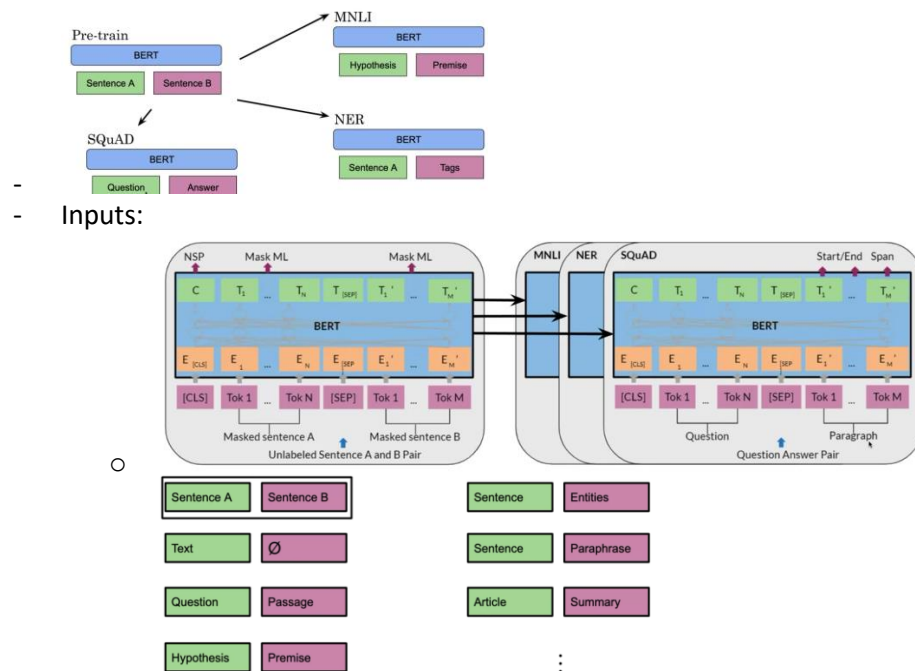 MNLI
Pre-train
BERT
BERT
Sentence A Sentence B
Hypothesis Premise
NER
SQuAD
BERT
BERT
Sentence A Tags
Question Answer
-
- Inputs:
NSP Mask ML Mask ML
MNLI NER SQuAD Start/End Span
C T1 ... TN T[SEP] T1' ... TM'
C T1 ... TN T[SEP] T1' ... TM'
BERT
BERT
E[CLS] E1 ... EN E[SEP E1' ... EM'
E[CLS] E1 ... EN E[SEP E1' ... EM'
[CLS] Tok 1 ... Tok N [SEP] Tok 1 ... Tok M
[CLS] Tok 1 ... Tok N [SEP] Tok 1 ... Tok M
Masked sentence A Masked sentence B
Question Paragraph
Unlabeled Sentence A and B Pair
Question Answer Pair
o
Sentence A Sentence B
Sentence Entities
Text Ø
Sentence Paraphrase
Question Passage
Article Summary
Hypothesis Premise
⋮